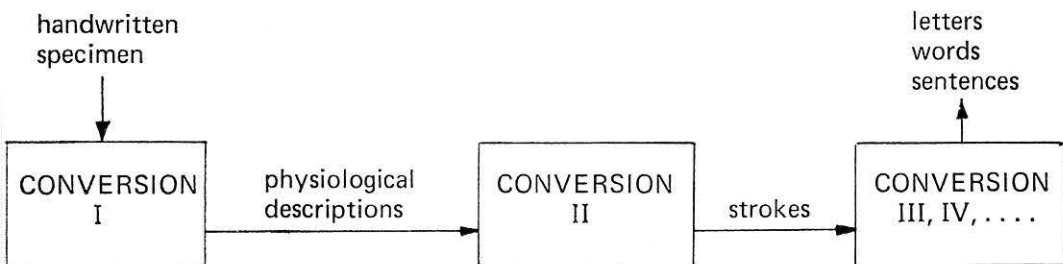 handwritten
specimen
letters
words
sentences
CONVERSION
I
physiological
descriptions
CONVERSION
II
strokes
CONVERSION
III, IV, . . . .